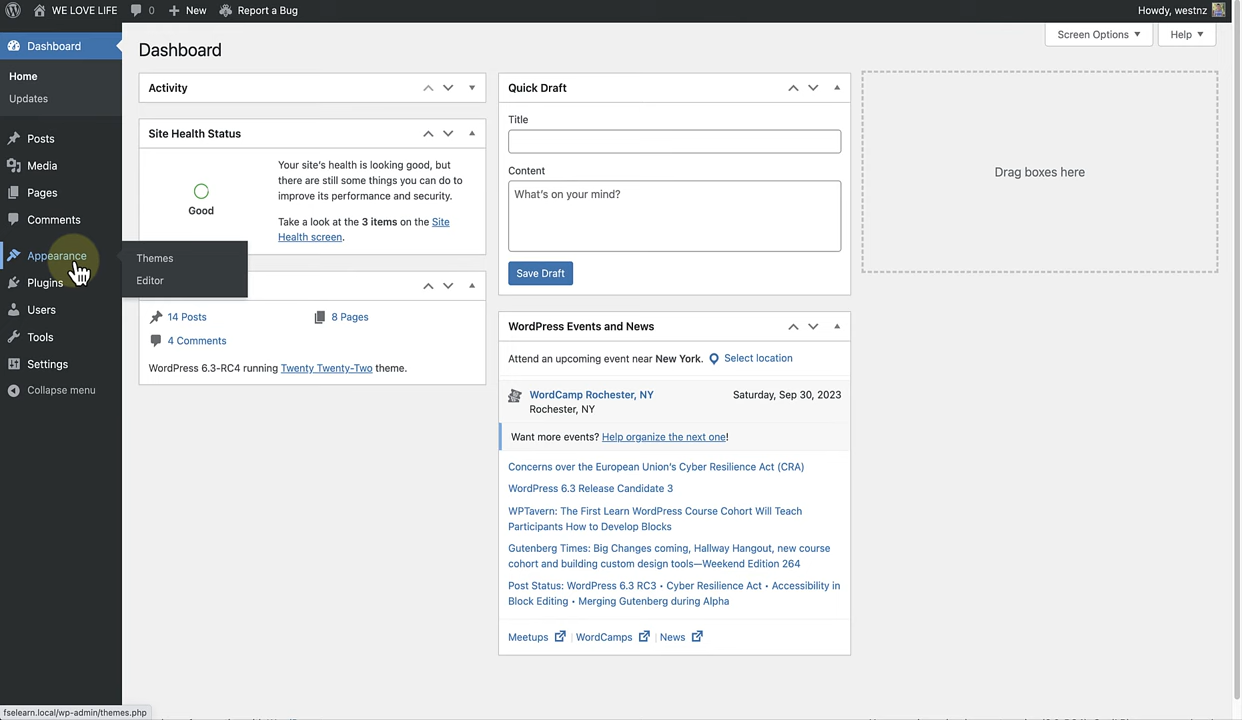 WE LOVE LIFE 0 New Report a Bug Howdy, westnz
Dashboard
Home
Updates
Posts
Media
Pages
Comments
Appearance
Plugins
Users
Tools
Settings
Collapse menu
Themes
Editor
Dashboard
Screen Options ▼ Help ▼
Activity
Site Health Status
Good
Your site's health is looking good, but
there are still some things you can do to
improve its performance and security.
Take a look at the 3 items on the Site
Health screen.
14 Posts 8 Pages
4 Comments
WordPress 6.3-RC4 running Twenty Twenty-Two theme.
Quick Draft
Title
Content
What's on your mind?
Save Draft
WordPress Events and News
Attend an upcoming event near New York. Select location
WordCamp Rochester, NY Saturday, Sep 30, 2023
Rochester, NY
Want more events? Help organize the next one!
Concerns over the European Union's Cyber Resilience Act (CRA)
WordPress 6.3 Release Candidate 3
WPTavern: The First Learn WordPress Course Cohort Will Teach
Participants How to Develop Blocks
Gutenberg Times: Big Changes coming, Hallway Hangout, new course
cohort and building custom design tools—Weekend Edition 264
Post Status: WordPress 6.3 RC3 • Cyber Resilience Act • Accessibility in
Block Editing • Merging Gutenberg during Alpha
Meetups | WordCamps | News
Drag boxes here
fselearn.local/wp-admin/themes.php